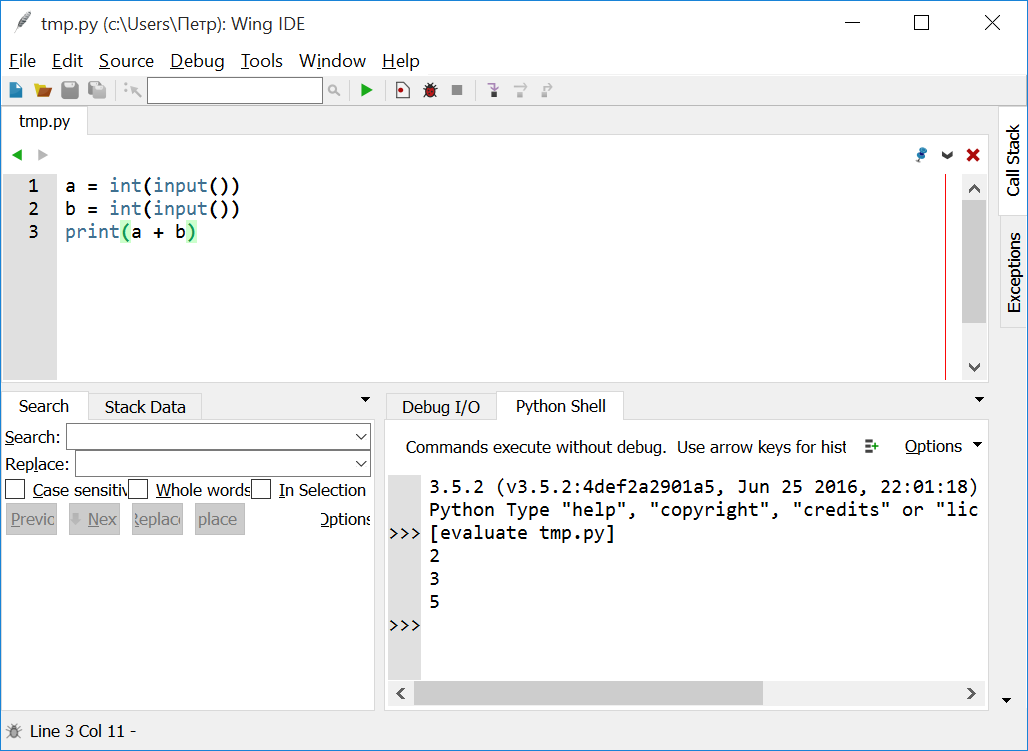 tmp.py (c:\Users\Петр): Wing IDE
File Edit Source Debug Tools Window Help
tmp.py
1 a = int(input())
2 b = int(input())
3 print(a + b)
Call Stack
Exceptions
Search Stack Data
Search:
Replace:
Case sensitiv Whole words In Selection
Previc Nex Replac place Options
Debug I/O Python Shell
Commands execute without debug. Use arrow keys for hist Options
3.5.2 (v3.5.2:4def2a2901a5, Jun 25 2016, 22:01:18)
Python Type "help", "copyright", "credits" or "lic
>>> [evaluate tmp.py]
2
3
5
>>>
Line 3 Col 11 -